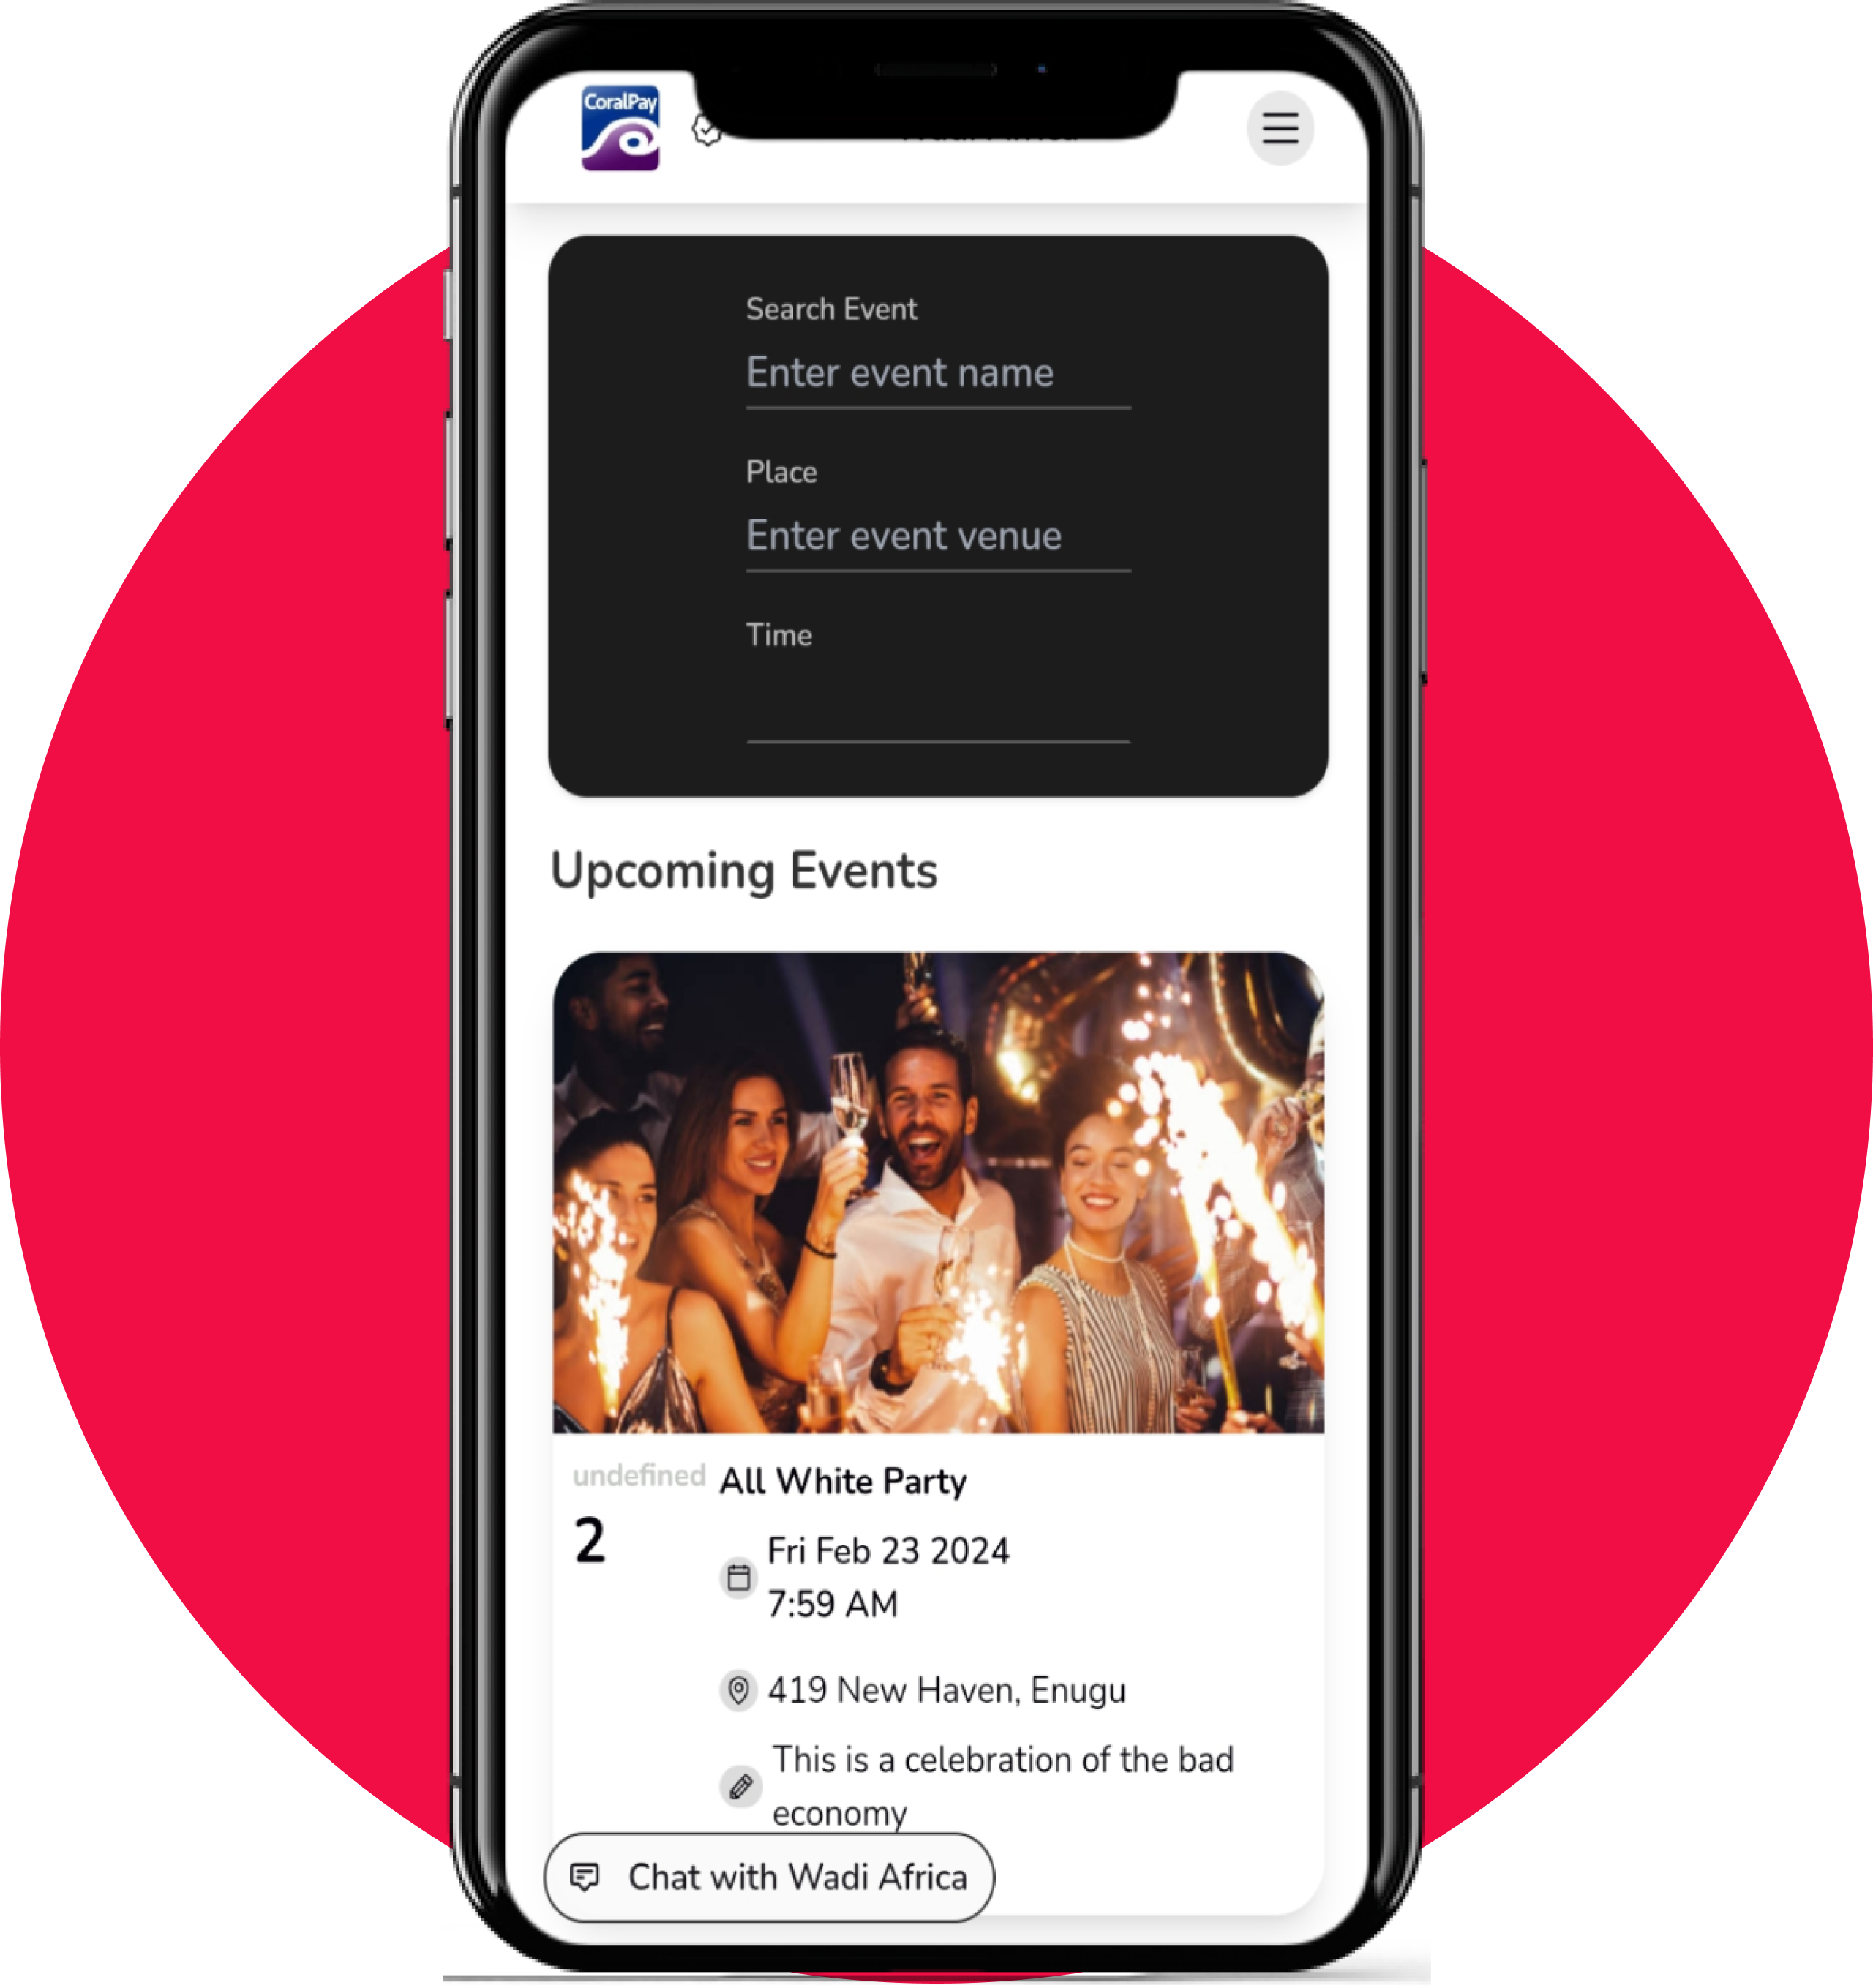 CoralPay
Search Event
Enter event name
Place
Enter event venue
Time
Upcoming Events
undefined
2
All White Party
Fri Feb 23 2024
7:59 AM
419 New Haven, Enugu
This is a celebration of the bad
economy
Chat with Wadi Africa